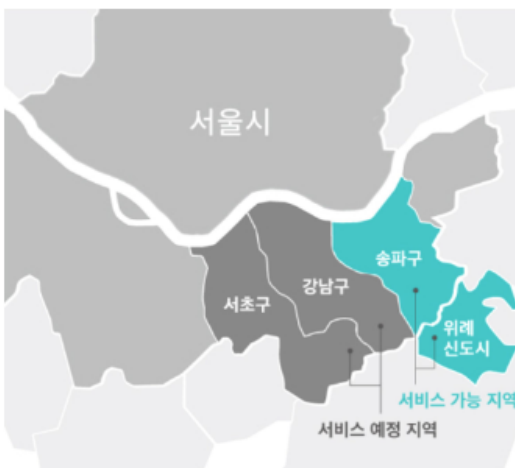 서울시
송파구
강남구
서초구
위례
신도시
서비스 가능 지역
서비스 예정 지역